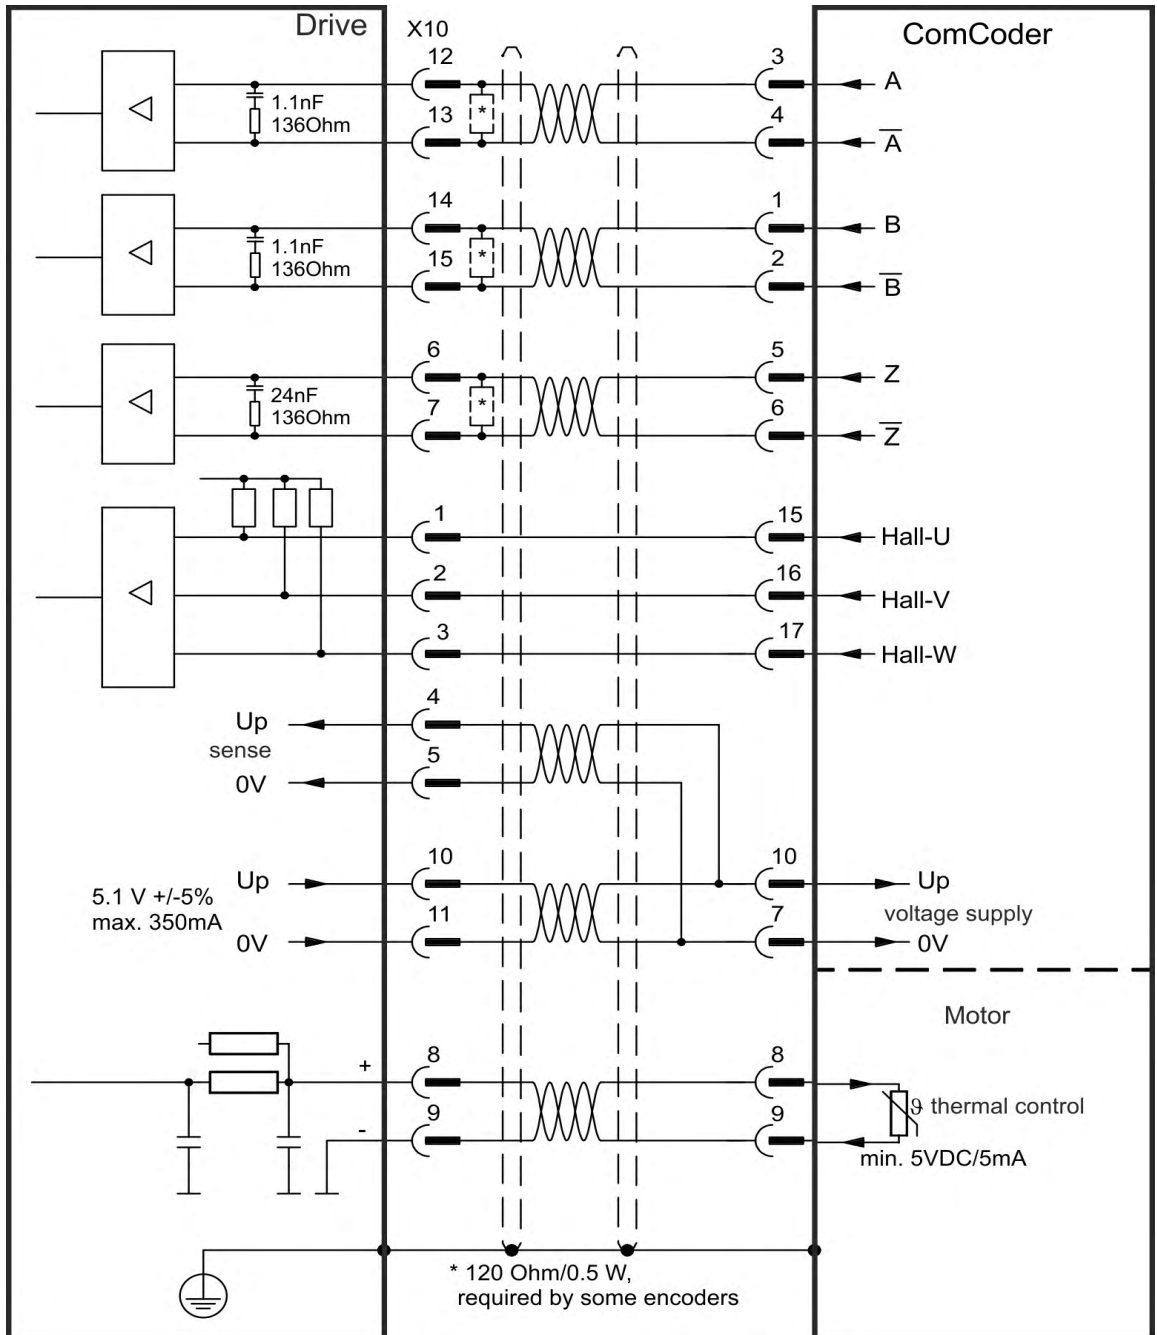 Drive
X10
ComCoder
12
3
A
1.1nF
136Ohm
*
13
4
A̅
14
1
B
1.1nF
136Ohm
*
15
2
B̅
6
5
Z
24nF
136Ohm
*
7
6
Z̅
1
15
Hall-U
2
16
Hall-V
3
17
Hall-W
4
Up
sense
5
0V
10
10
Up
Up
5.1 V +/-5%
max. 350mA
voltage supply
11
7
0V
0V
Motor
+
8
8
ϑ thermal control
-
9
9
min. 5VDC/5mA
* 120 Ohm/0.5 W,
required by some encoders